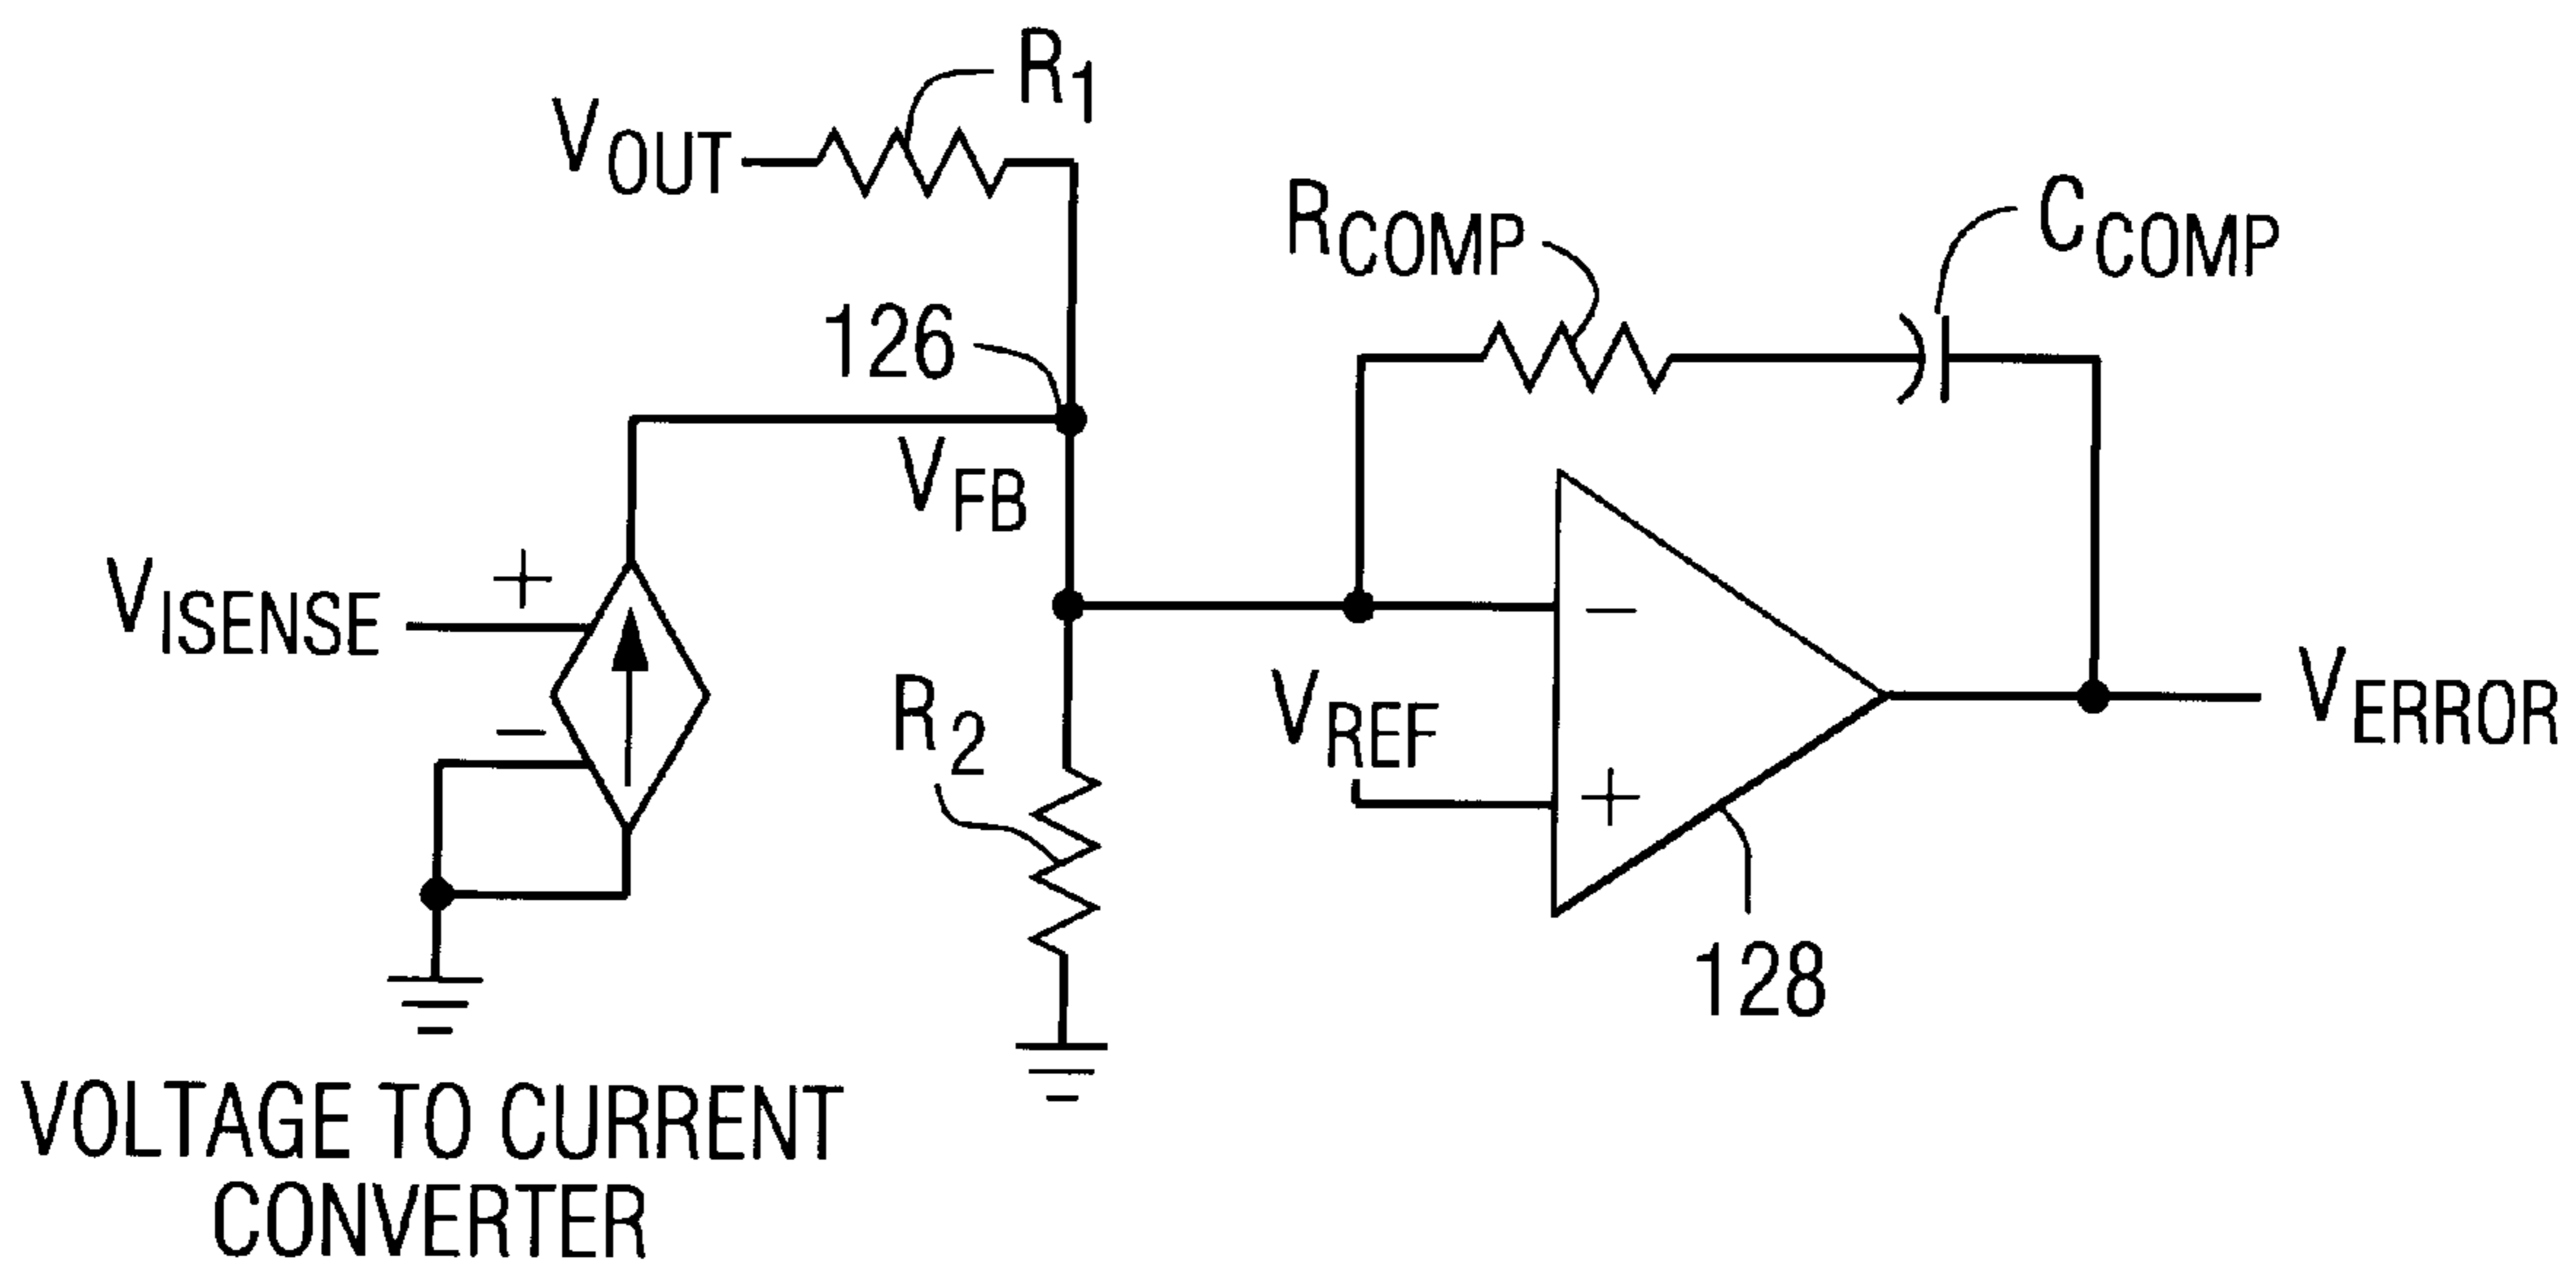 R1
VOUT
RCOMP
CCOMP
126
VFB
+
VISENSE
−
−
R2
VREF
VERROR
+
128
VOLTAGE TO CURRENT
CONVERTER